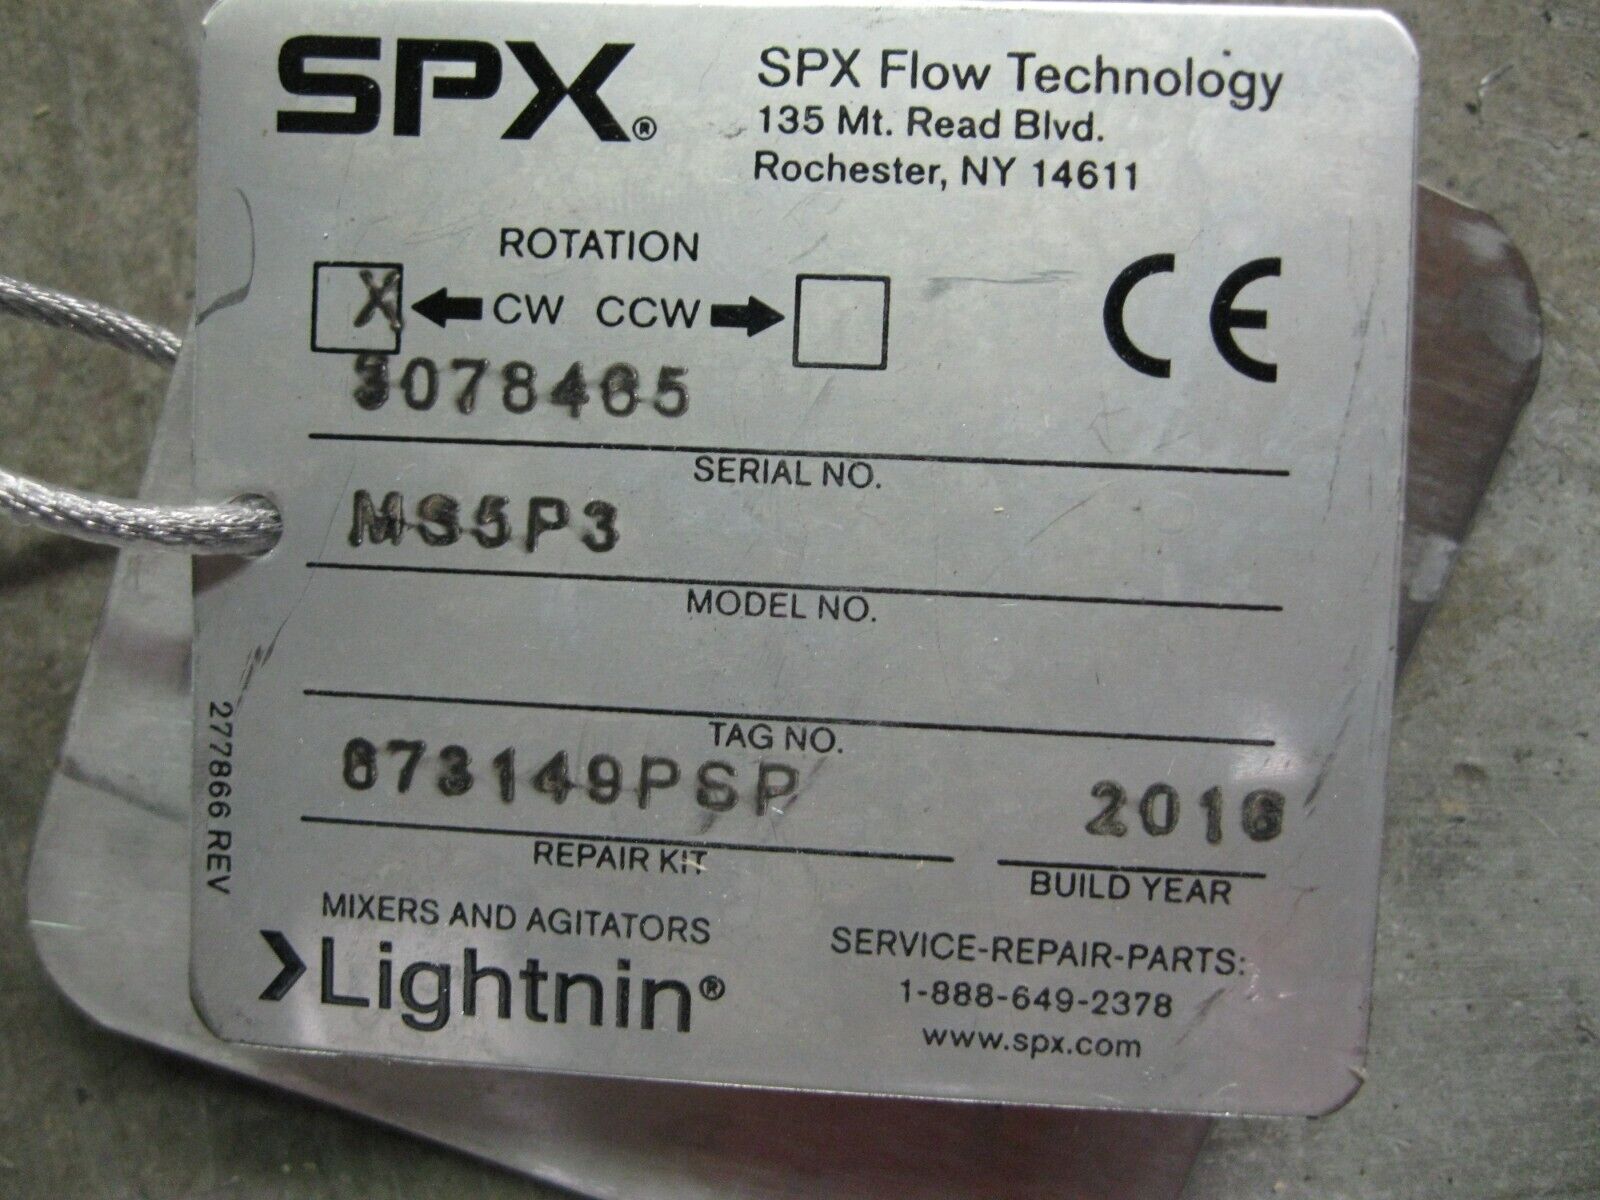 SPX®
SPX Flow Technology
135 Mt. Read Blvd.
Rochester, NY 14611
ROTATION
X CW CCW
CE
3078465
SERIAL NO.
MS5P3
MODEL NO.
TAG NO.
673149PSP
2016
REPAIR KIT
BUILD YEAR
277866 REV
MIXERS AND AGITATORS
Lightnin®
SERVICE-REPAIR-PARTS:
1-888-649-2378
www.spx.com